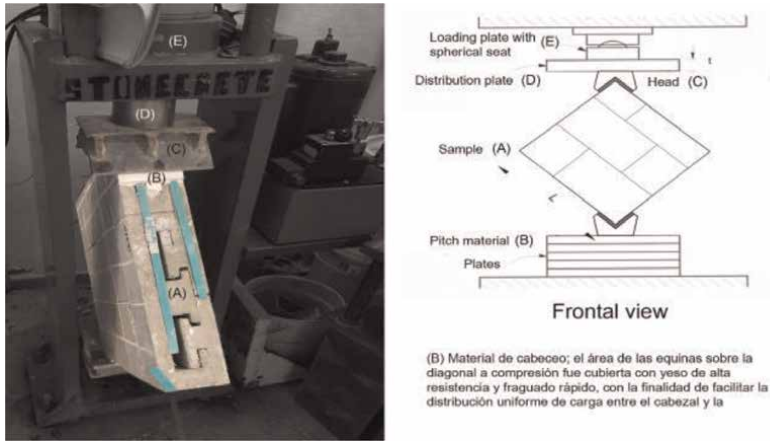 (E)
STONECRETE
(D)
(C)
(B)
(A)
Loading plate with (E)
spherical seat
t
Distribution plate (D)
Head (C)
Sample (A)
L
Pitch material (B)
Plates
Frontal view
(B) Material de cabeceo; el área de las equinas sobre la
diagonal a compresión fue cubierta con yeso de alta
resistencia y fraguado rápido, con la finalidad de facilitar la
distribución uniforme de carga entre el cabezal y la